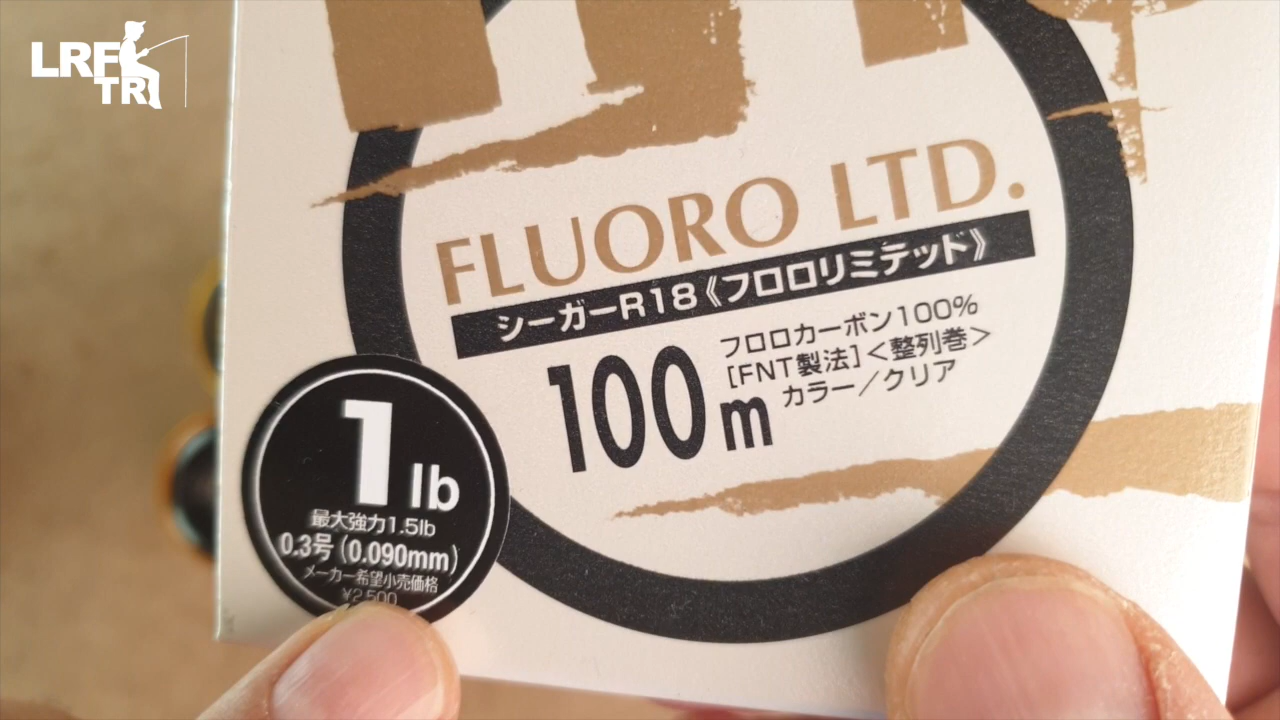 LRF
TR
FLUORO LTD.
シーガーR18《フロロリミテッド》
100m
フロロカーボン100%
[FNT製法]<整列巻>
カラー/クリア
1lb
最大強力1.5lb
0.3号(0.090mm)
メーカー希望小売価格
¥2,500